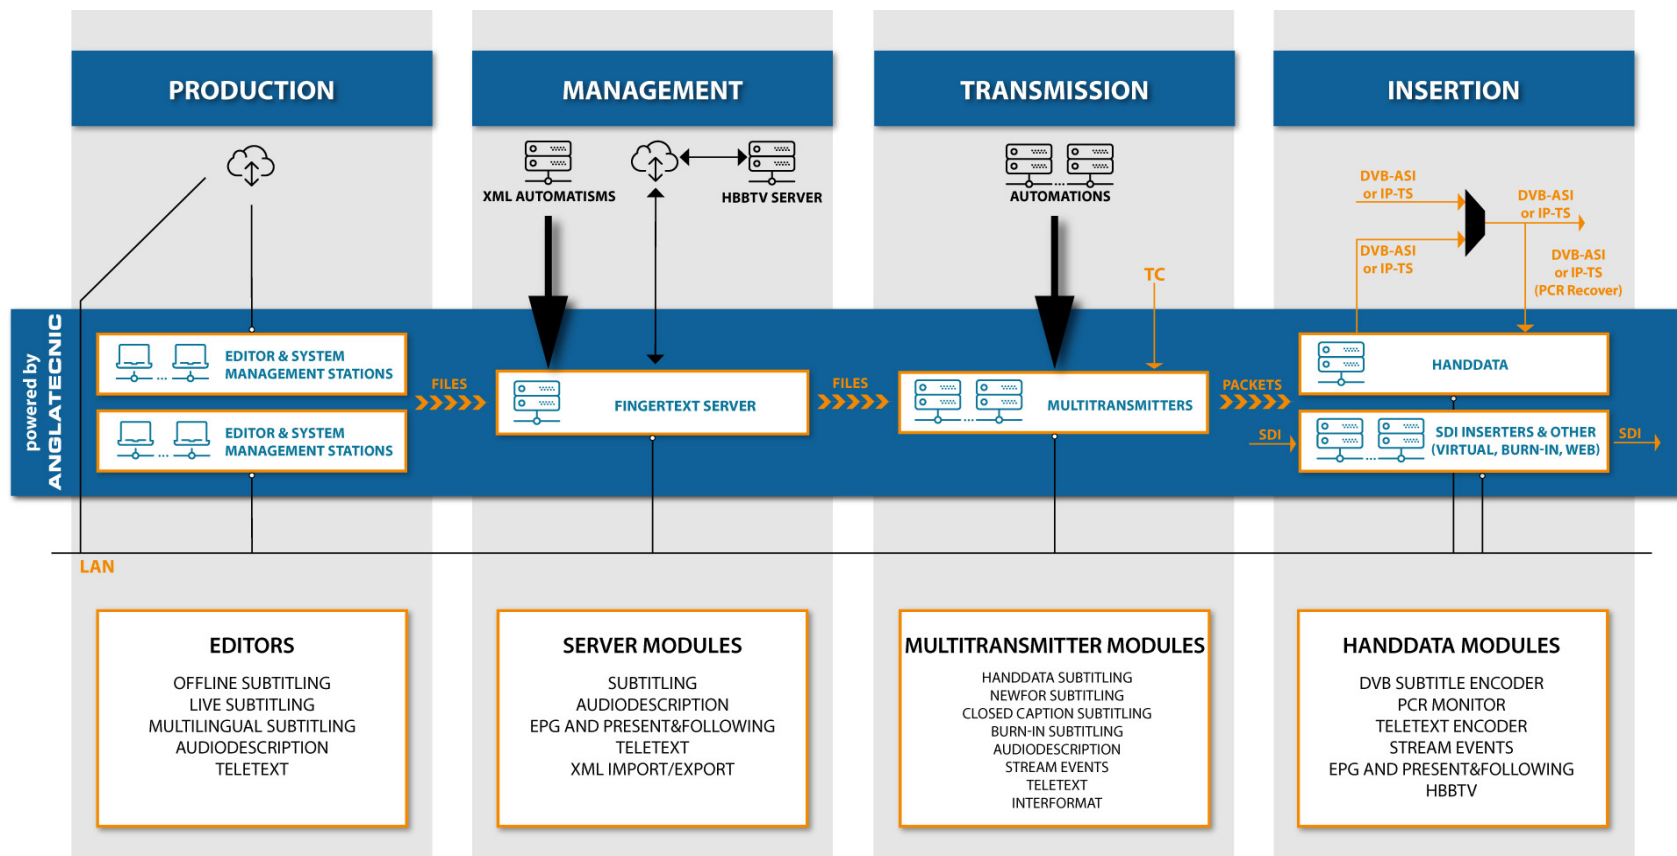 PRODUCTION
MANAGEMENT
TRANSMISSION
INSERTION
XML AUTOMATISMS
HBBTV SERVER
AUTOMATIONS
DVB-ASI
or IP-TS
DVB-ASI
or IP-TS
DVB-ASI
or IP-TS
DVB-ASI
or IP-TS
(PCR Recover)
TC
powered by
ANGLATECNIC
EDITOR & SYSTEM
MANAGEMENT STATIONS
EDITOR & SYSTEM
MANAGEMENT STATIONS
FILES
FINGERTEXT SERVER
FILES
MULTITRANSMITTERS
PACKETS
HANDDATA
SDI
SDI INSERTERS & OTHER
(VIRTUAL, BURN-IN, WEB)
SDI
LAN
EDITORS
OFFLINE SUBTITLING
LIVE SUBTITLING
MULTILINGUAL SUBTITLING
AUDIODESCRIPTION
TELETEXT
SERVER MODULES
SUBTITLING
AUDIODESCRIPTION
EPG AND PRESENT&FOLLOWING
TELETEXT
XML IMPORT/EXPORT
MULTITRANSMITTER MODULES
HANDDATA SUBTITLING
NEWFOR SUBTITLING
CLOSED CAPTION SUBTITLING
BURN-IN SUBTITLING
AUDIODESCRIPTION
STREAM EVENTS
TELETEXT
INTERFORMAT
HANDDATA MODULES
DVB SUBTITLE ENCODER
PCR MONITOR
TELETEXT ENCODER
STREAM EVENTS
EPG AND PRESENT&FOLLOWING
HBBTV